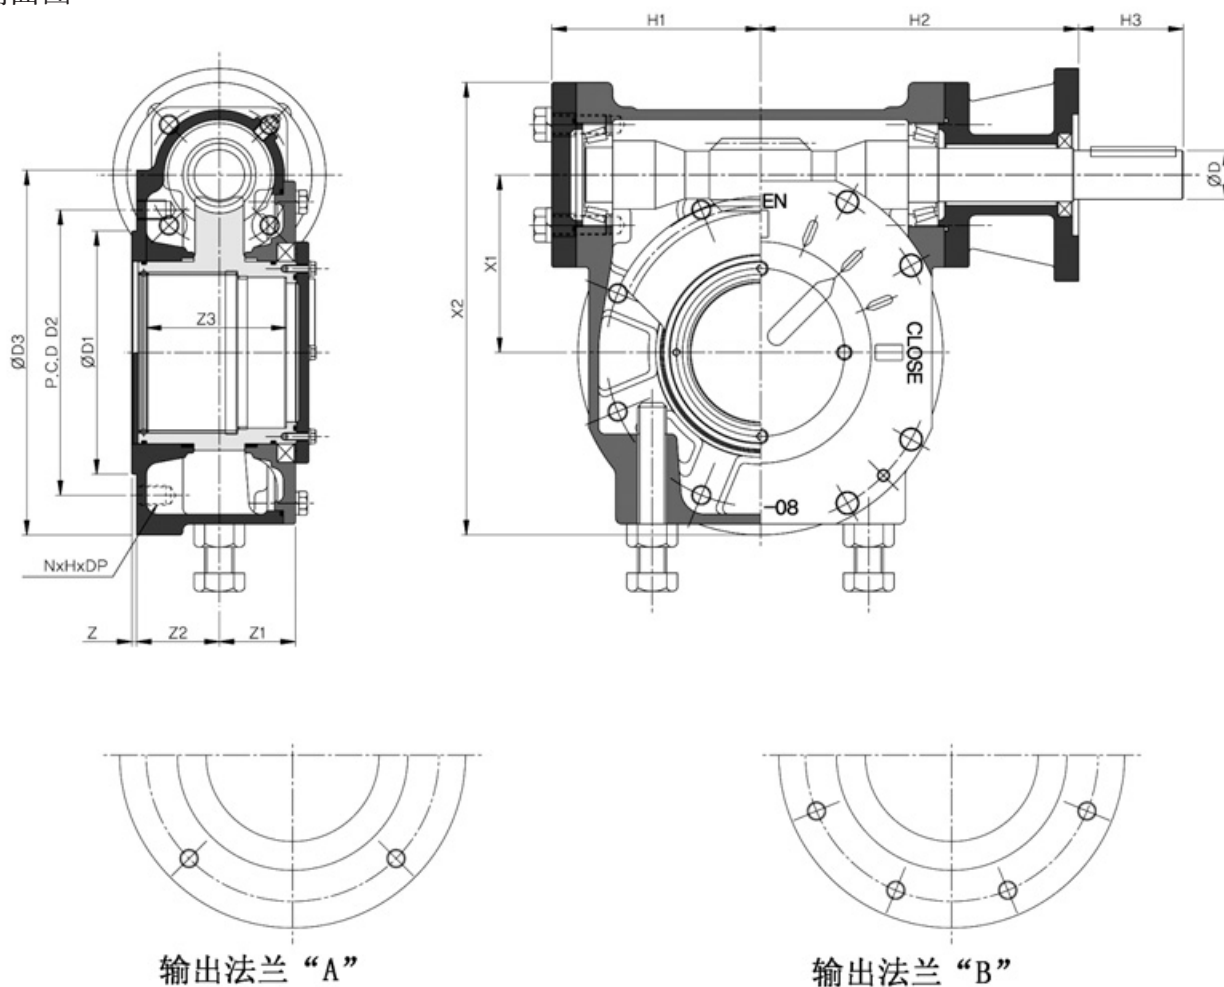 H1
H2
H3
ØD
EN
X1
X2
CLOSE
-08
ØD3
P.C.D D2
ØD1
Z3
NxHxDP
Z
Z2
Z1
输出法兰“A”
输出法兰“B”